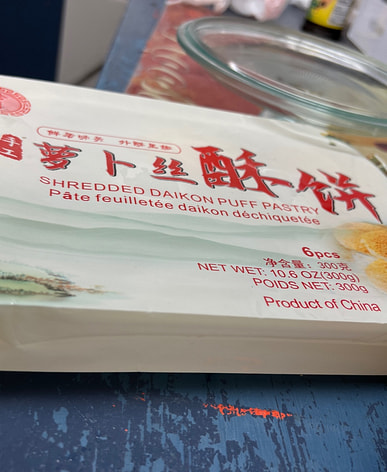 萝卜丝酥饼
SHREDDED DAIKON PUFF PASTRY
Pâte feuilletée daikon déchiquetée
6pcs
净含量：300克
NET WET: 10.6 OZ(300g)
POIDS NET: 300g
Product of China